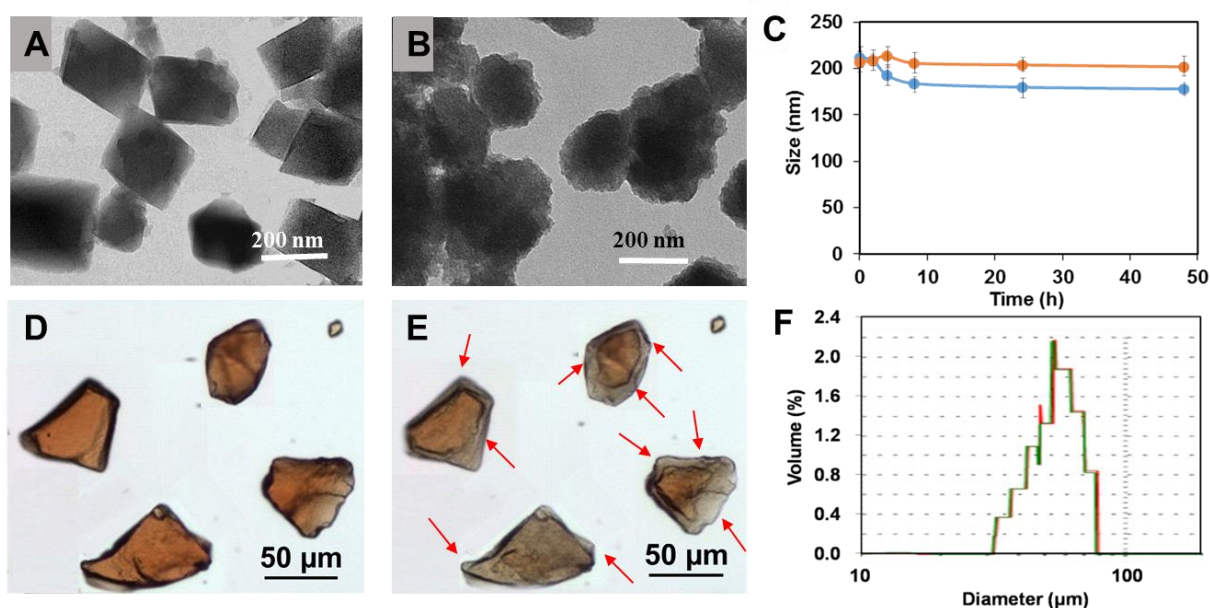 A
200 nm
B
200 nm
C
250
200
150
100
50
0
Size (nm)
0 10 20 30 40 50
Time (h)
D
50 µm
E
50 µm
F
2.4
2.0
1.6
1.2
0.8
0.4
0.0
Volume (%)
10 100
Diameter (µm)